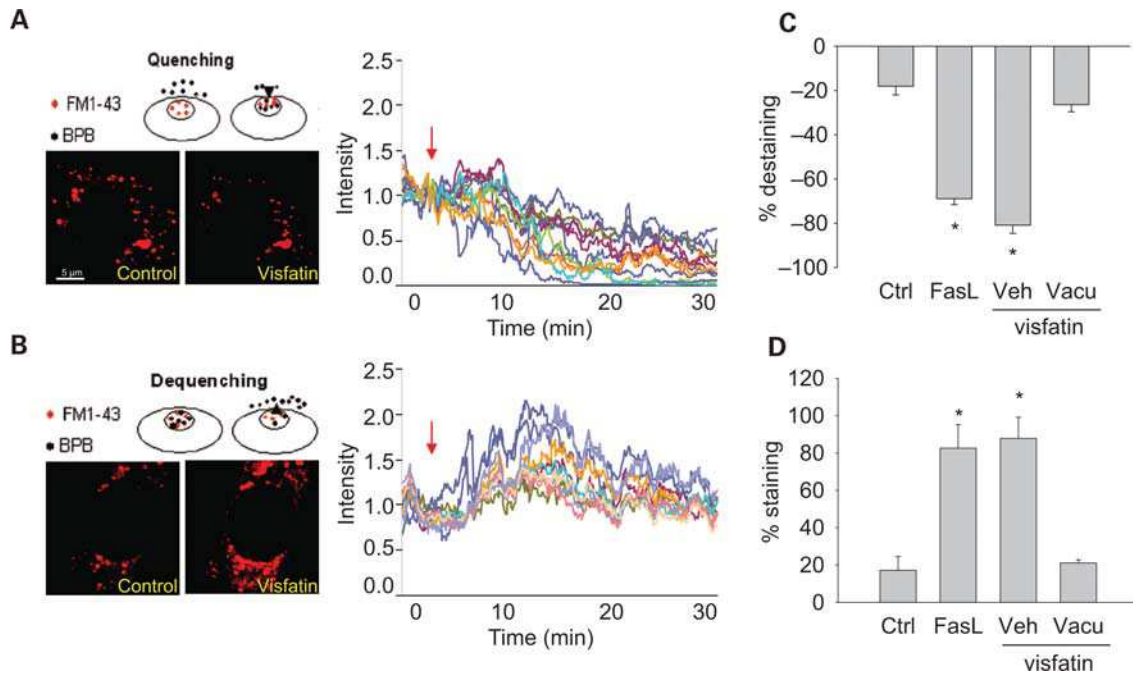 A
Quenching
FM1-43
BPB
Control
Visfatin
5 µm
Intensity
2.5
2.0
1.5
1.0
0.5
0.0
0 10 20 30
Time (min)
B
Dequenching
FM1-43
BPB
Control
Visfatin
Intensity
2.5
2.0
1.5
1.0
0.5
0.0
0 10 20 30
Time (min)
C
% destaining
0
–20
–40
–60
–80
–100
*
*
Ctrl FasL Veh Vacu
visfatin
D
% staining
120
100
80
60
40
20
0
*
*
Ctrl FasL Veh Vacu
visfatin